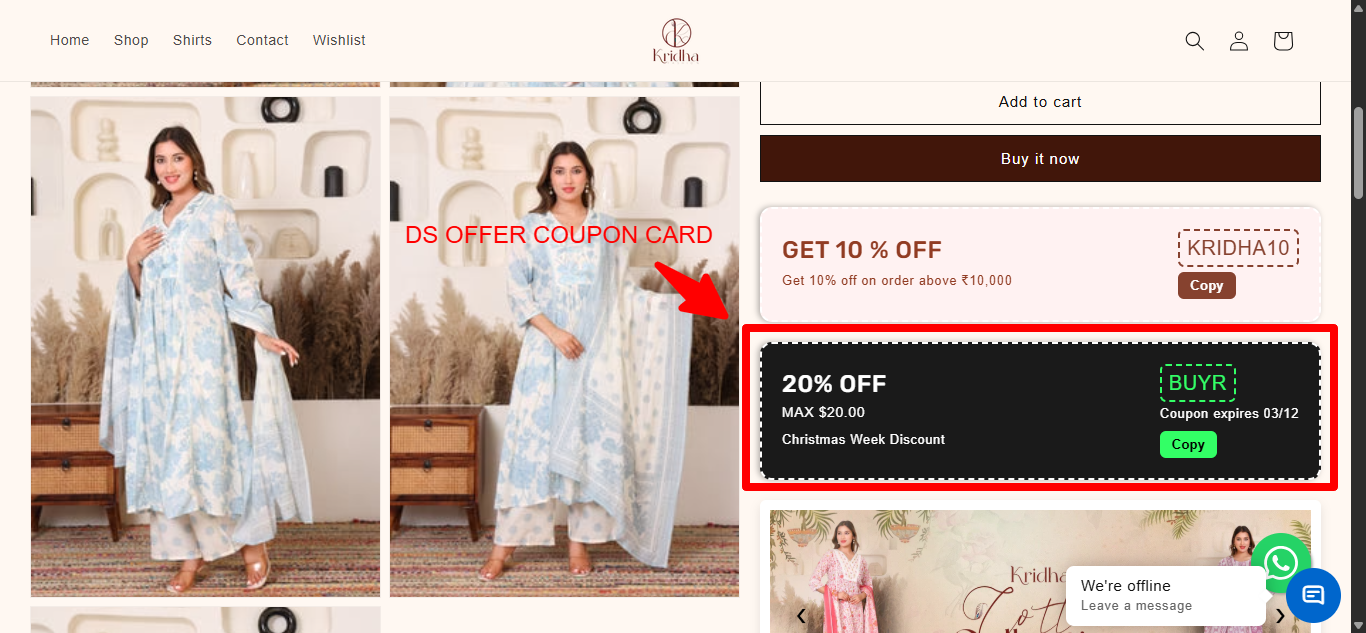 Home Shop Shirts Contact Wishlist
Kridha
Add to cart
Buy it now
DS OFFER COUPON CARD
GET 10 % OFF
Get 10% off on order above ₹10,000
KRIDHA10
Copy
20% OFF
MAX $20.00
Christmas Week Discount
BUYR
Coupon expires 03/12
Copy
Kridha
We're offline
Leave a message